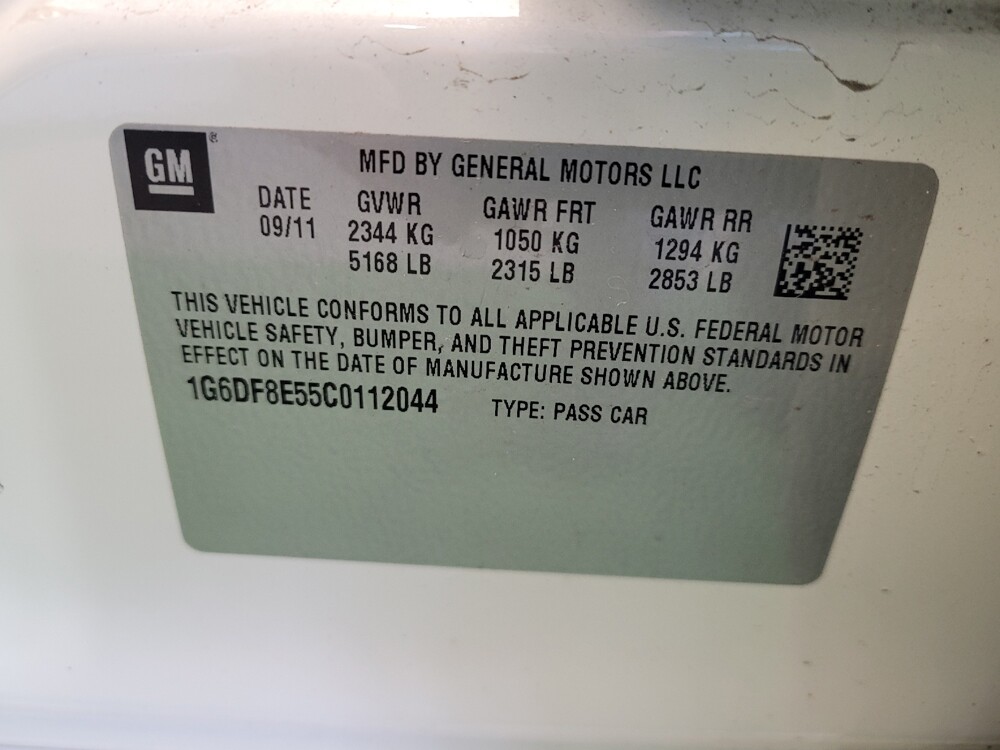 GM®
MFD BY GENERAL MOTORS LLC
DATE GVWR GAWR FRT GAWR RR
09/11 2344 KG 1050 KG 1294 KG
5168 LB 2315 LB 2853 LB
THIS VEHICLE CONFORMS TO ALL APPLICABLE U.S. FEDERAL MOTOR
VEHICLE SAFETY, BUMPER, AND THEFT PREVENTION STANDARDS IN
EFFECT ON THE DATE OF MANUFACTURE SHOWN ABOVE.
1G6DF8E55C0112044 TYPE: PASS CAR